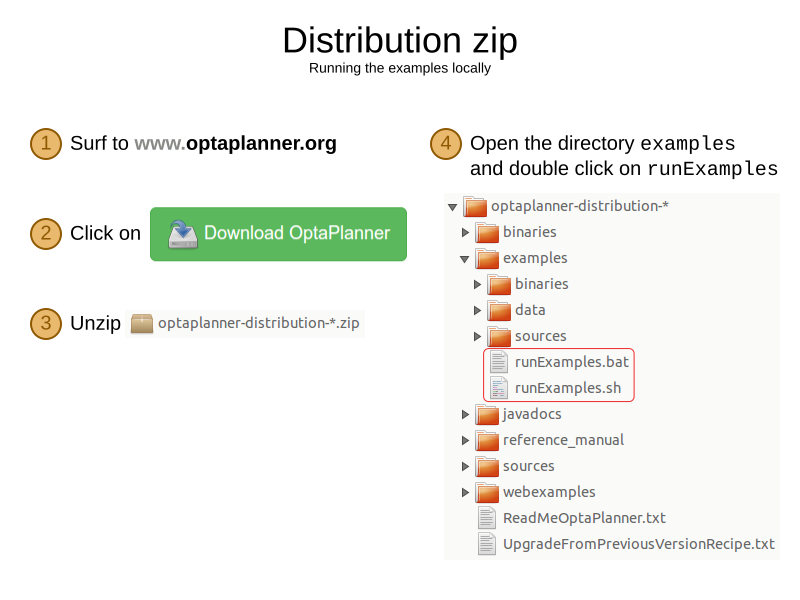 Distribution zip
Running the examples locally
1 Surf to www.optaplanner.org
2 Click on Download OptaPlanner
3 Unzip optaplanner-distribution-*.zip
4 Open the directory examples
and double click on runExamples
optaplanner-distribution-*
binaries
examples
binaries
data
sources
runExamples.bat
runExamples.sh
javadocs
reference_manual
sources
webexamples
ReadMeOptaPlanner.txt
UpgradeFromPreviousVersionRecipe.txt